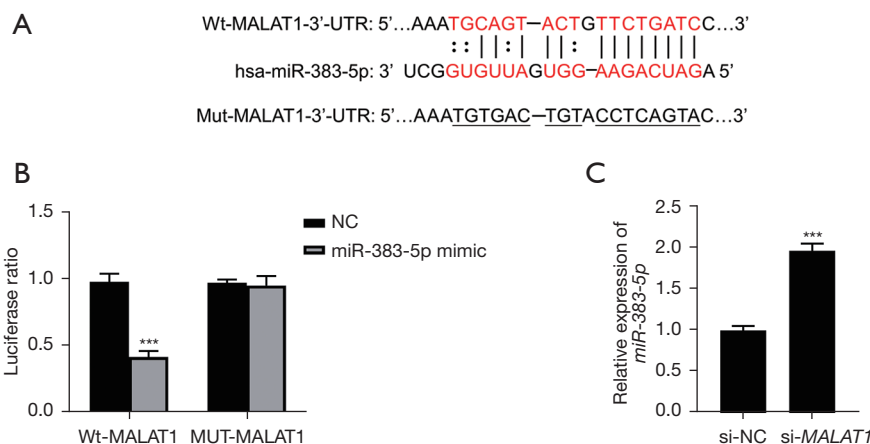 A
Wt-MALAT1-3'-UTR: 5'…AAATGCAGT–ACTGTTCTGATCC…3'
hsa-miR-383-5p: 3' UCGGUGUUAGUGG–AAGACUAGA 5'
Mut-MALAT1-3'-UTR: 5'…AAATGTGAC–TGTACCTCAGTAC…3'
B
Luciferase ratio
1.5
1.0
0.5
0.0
***
Wt-MALAT1 MUT-MALAT1
NC
miR-383-5p mimic
C
Relative expression of
miR-383-5p
2.5
2.0
1.5
1.0
0.5
0.0
***
si-NC si-MALAT1